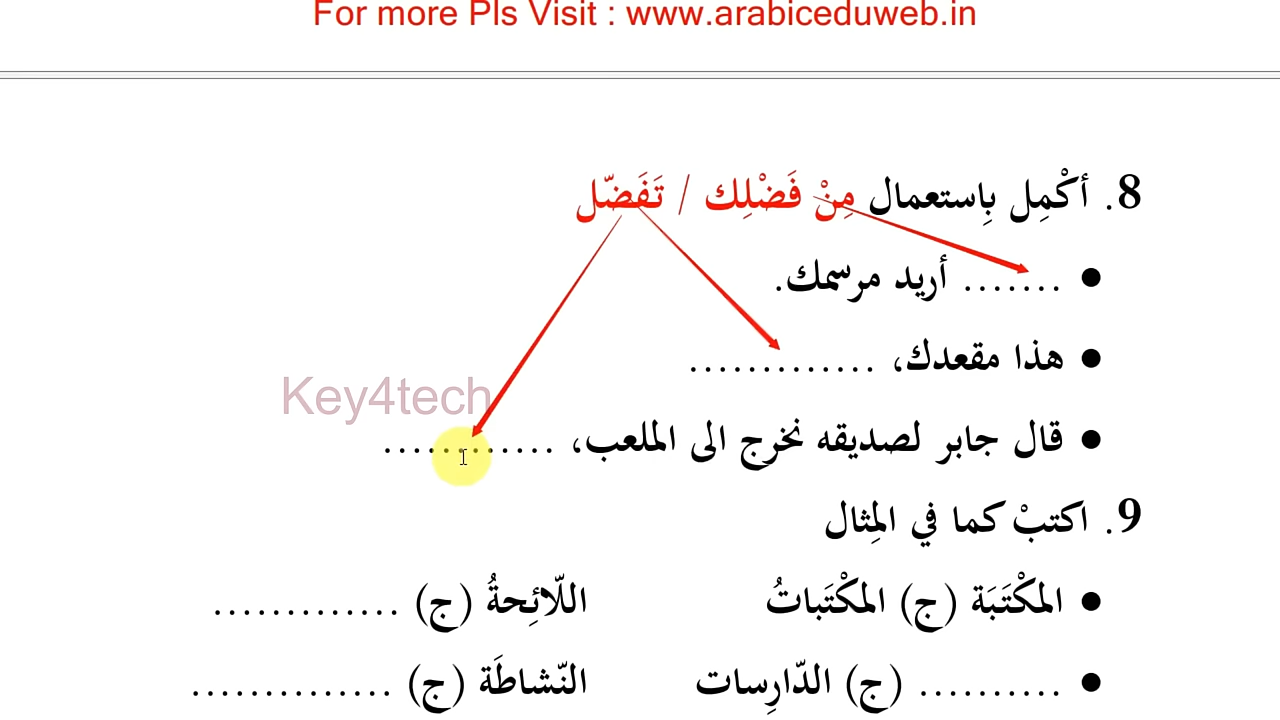 For more Pls Visit : www.arabiceduweb.in
8. أكْمِل بِاستعمال مِنْ فَضْلِك / تَفَضّل
● ....... أريد مرسمك.
● هذا مقعدك، .............
Key4tech
● قال جابر لصديقه نخرج الى الملعب، ............
9. اكتبْ كما في المِثال
● المكْتَبَة (ج) المكْتَباتُ اللّائِحةُ (ج) .............
● .......... (ج) الدّارِسات النّشاطَة (ج) ..............